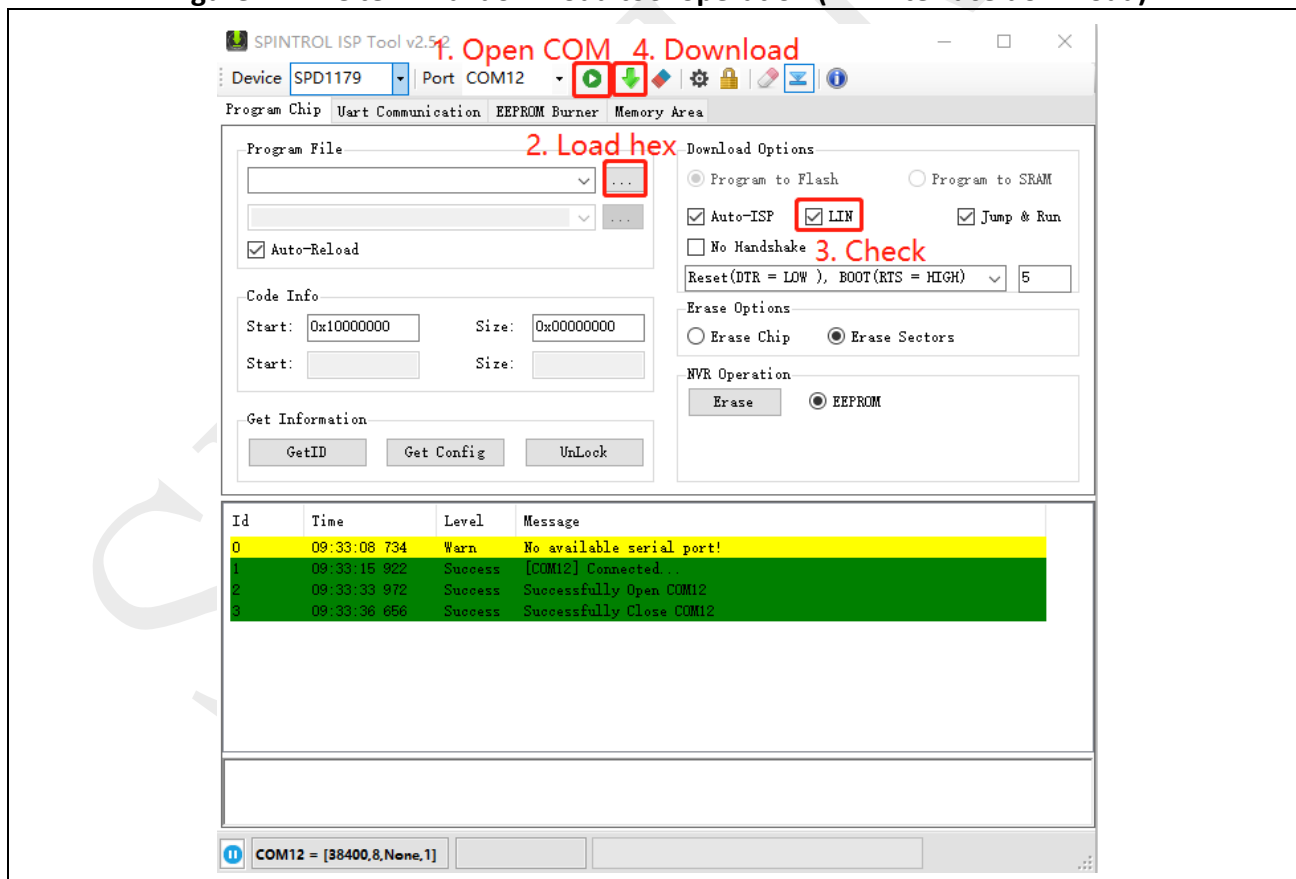 SPINTROL ISP Tool v2.5.2
1. Open COM 4. Download
Device SPD1179 Port COM12
Program Chip Uart Communication EEPROM Burner Memory Area
Program File
2. Load hex
...
...
Auto-Reload
Download Options
Program to Flash Program to SRAM
Auto-ISP LIN Jump & Run
No Handshake
3. Check
Reset(DTR = LOW ), BOOT(RTS = HIGH) 5
Code Info
Start: 0x10000000 Size: 0x00000000
Start: Size:
Erase Options
Erase Chip Erase Sectors
NVR Operation
Erase EEPROM
Get Information
GetID Get Config UnLock
Id Time Level Message
0 09:33:08 734 Warn No available serial port!
1 09:33:15 922 Success [COM12] Connected...
2 09:33:33 972 Success Successfully Open COM12
3 09:33:36 656 Success Successfully Close COM12
COM12 = [38400,8,None,1]